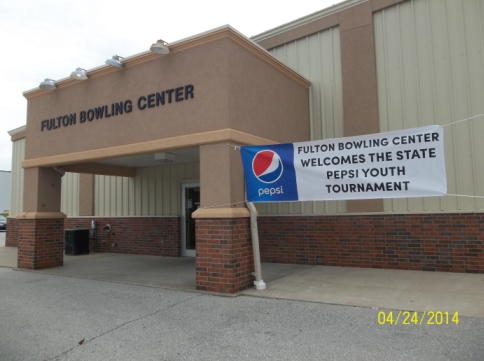 FULTON BOWLING CENTER
pepsi
FULTON BOWLING CENTER
WELCOMES THE STATE
PEPSI YOUTH
TOURNAMENT
04/24/2014